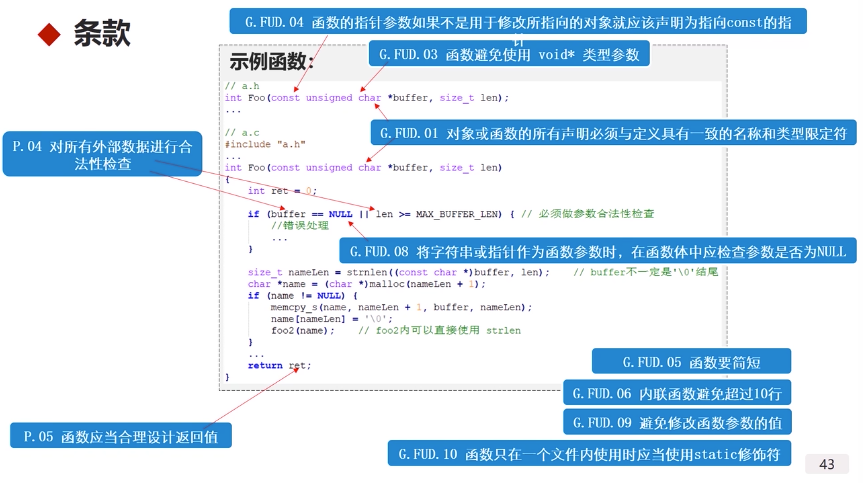 条款
G.FUD.04 函数的指针参数如果不是用于修改所指向的对象就应该声明为指向const的指
针
G.FUD.03 函数避免使用 void* 类型参数
示例函数:
// a.h
int Foo(const unsigned char *buffer, size_t len);
...
G.FUD.01 对象或函数的所有声明必须与定义具有一致的名称和类型限定符
// a.c
#include "a.h"
...
P.04 对所有外部数据进行合
法性检查
int Foo(const unsigned char *buffer, size_t len)
{
int ret = 0;
if (buffer == NULL || len >= MAX_BUFFER_LEN) { // 必须做参数合法性检查
//错误处理
...
}
G.FUD.08 将字符串或指针作为函数参数时，在函数体中应检查参数是否为NULL
size_t nameLen = strnlen((const char *)buffer, len); // buffer不一定是'\0'结尾
char *name = (char *)malloc(nameLen + 1);
if (name != NULL) {
memcpy_s(name, nameLen + 1, buffer, nameLen);
name[nameLen] = '\0';
foo2(name); // foo2内可以直接使用 strlen
}
...
return ret;
}
G.FUD.05 函数要简短
G.FUD.06 内联函数避免超过10行
G.FUD.09 避免修改函数参数的值
P.05 函数应当合理设计返回值
G.FUD.10 函数只在一个文件内使用时应当使用static修饰符
43